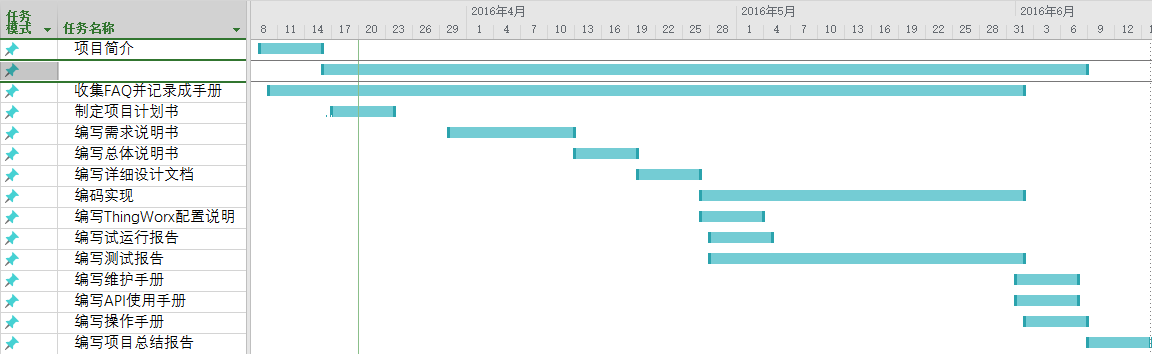 任务模式 任务名称
2016年4月 2016年5月 2016年6月
8 11 14 17 20 23 26 29 1 4 7 10 13 16 19 22 25 28 1 4 7 10 13 16 19 22 25 28 31 3 6 9 12
项目简介
收集FAQ并记录成手册
制定项目计划书
编写需求说明书
编写总体说明书
编写详细设计文档
编码实现
编写ThingWorx配置说明
编写试运行报告
编写测试报告
编写维护手册
编写API使用手册
编写操作手册
编写项目总结报告